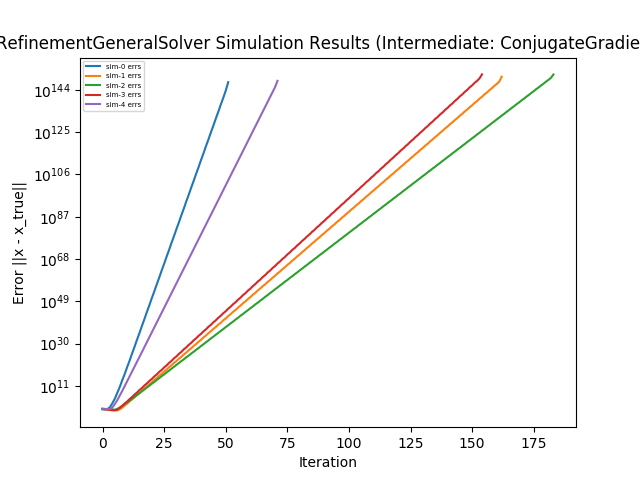 RefinementGeneralSolver Simulation Results (Intermediate: ConjugateGradie
sim-0 errs
sim-1 errs
sim-2 errs
sim-3 errs
sim-4 errs
10^144
10^125
10^106
10^87
10^68
10^49
10^30
10^11
Error ||x - x_true||
0 25 50 75 100 125 150 175
Iteration